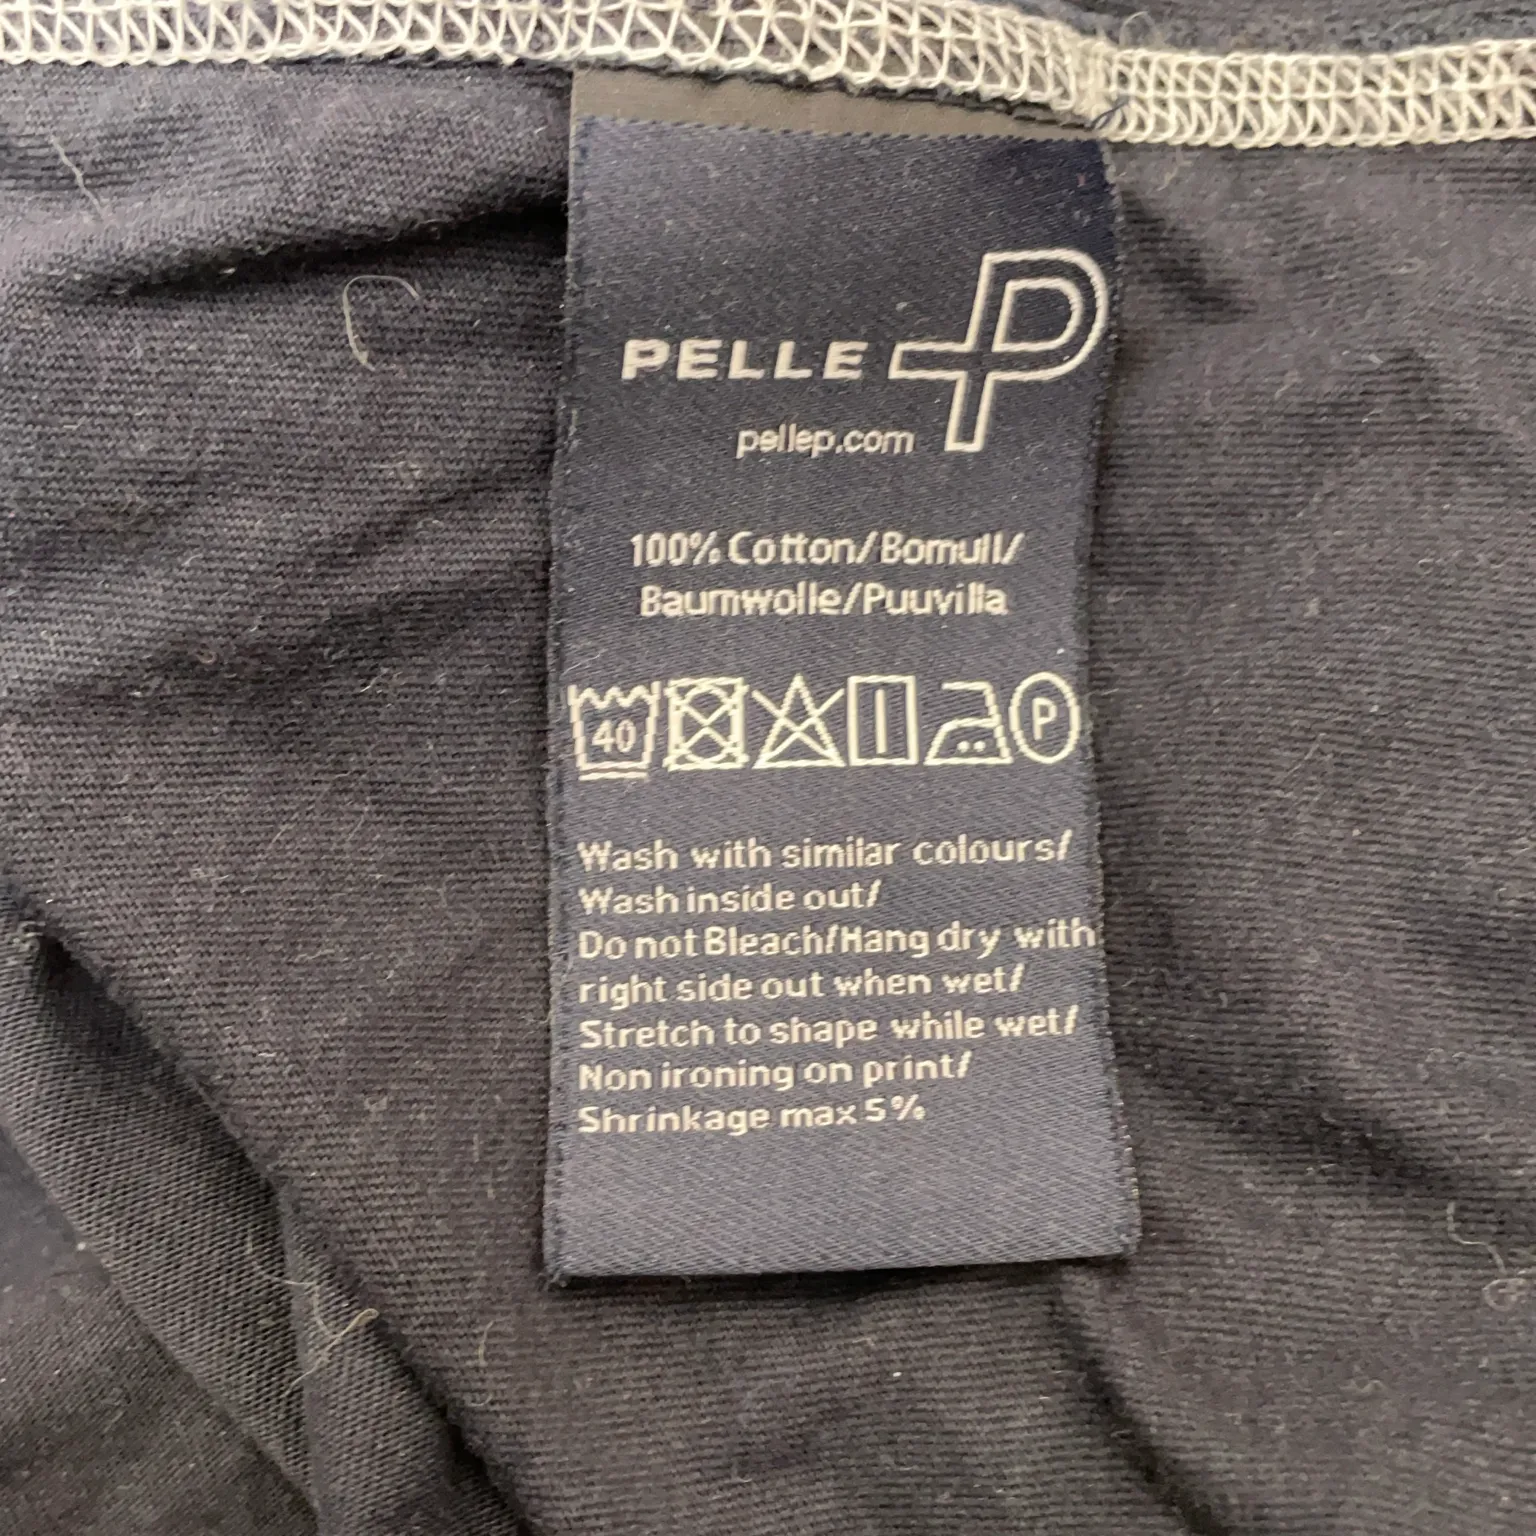 PELLE P
pellep.com
100% Cotton/Bomull/
Baumwolle/Puuvilla
40 P
Wash with similar colours/
Wash inside out/
Do not Bleach/Hang dry with
right side out when wet/
Stretch to shape while wet/
Non ironing on print/
Shrinkage max 5%